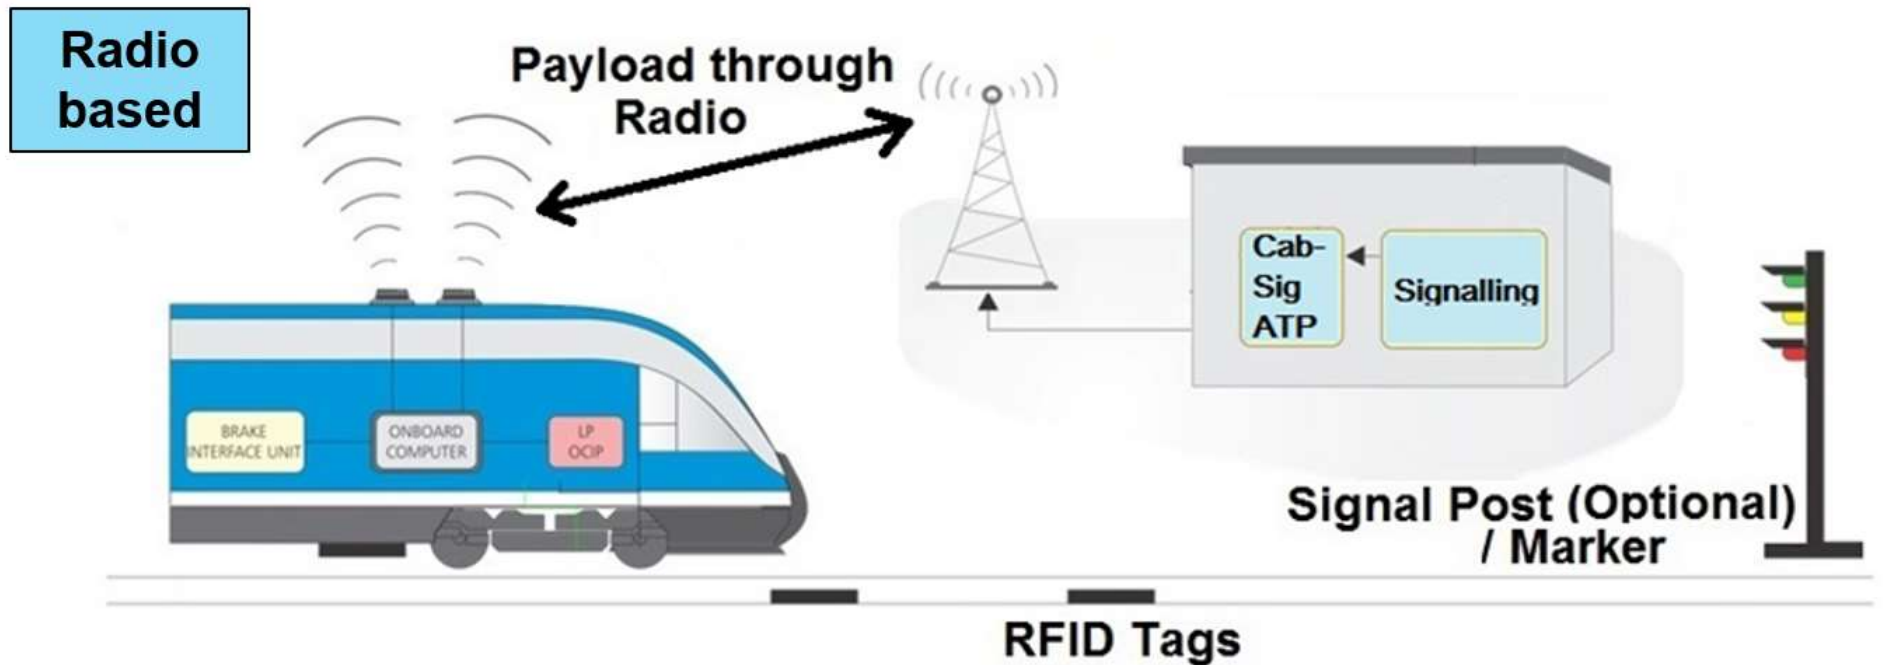 Radio
based
Payload through
Radio
Cab-
Sig
ATP
Signalling
BRAKE
INTERFACE UNIT
ONBOARD
COMPUTER
LP
OCIP
Signal Post (Optional)
/ Marker
RFID Tags